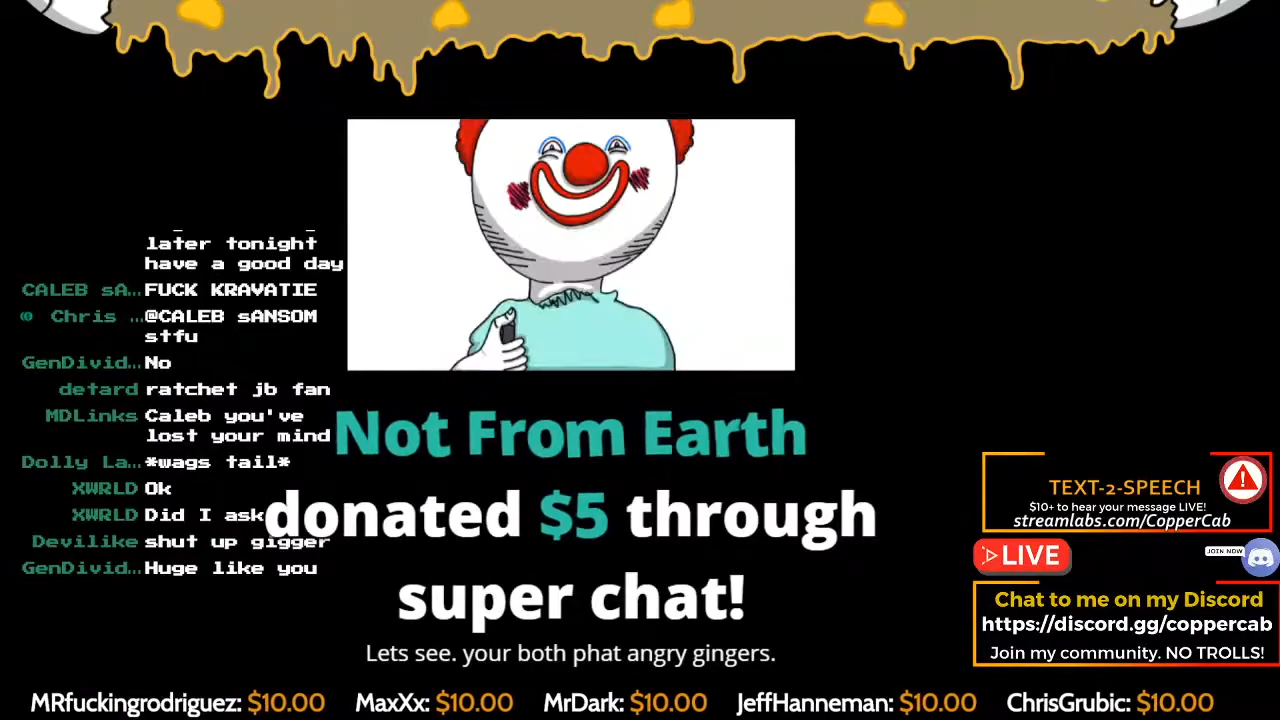 later tonight
have a good day
CALEB sA... FUCK KRAVATIE
Chris ... @CALEB sANSOM
stfu
GenDivid... No
detard ratchet jb fan
MDLinks Caleb you've
lost your mind
Dolly La... *wags tail*
XWRLD Ok
XWRLD Did I ask
Devilike shut up gigger
GenDivid... Huge like you
Not From Earth
donated $5 through
super chat!
Lets see. your both phat angry gingers.
TEXT-2-SPEECH
$10+ to hear your message LIVE!
streamlabs.com/CopperCab
LIVE
JOIN NOW
Chat to me on my Discord
https://discord.gg/coppercab
Join my community. NO TROLLS!
MRfuckingrodriguez: $10.00 MaxXx: $10.00 MrDark: $10.00 JeffHanneman: $10.00 ChrisGrubic: $10.00